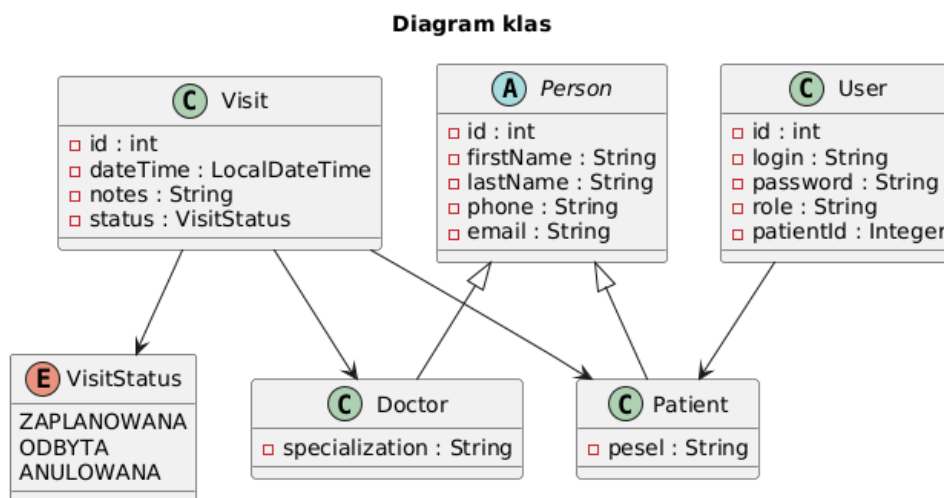 Diagram klas
C Visit
id : int
dateTime : LocalDateTime
notes : String
status : VisitStatus
A Person
id : int
firstName : String
lastName : String
phone : String
email : String
C User
id : int
login : String
password : String
role : String
patientId : Integer
E VisitStatus
ZAPLANOWANA
ODBYTA
ANULOWANA
C Doctor
specialization : String
C Patient
pesel : String